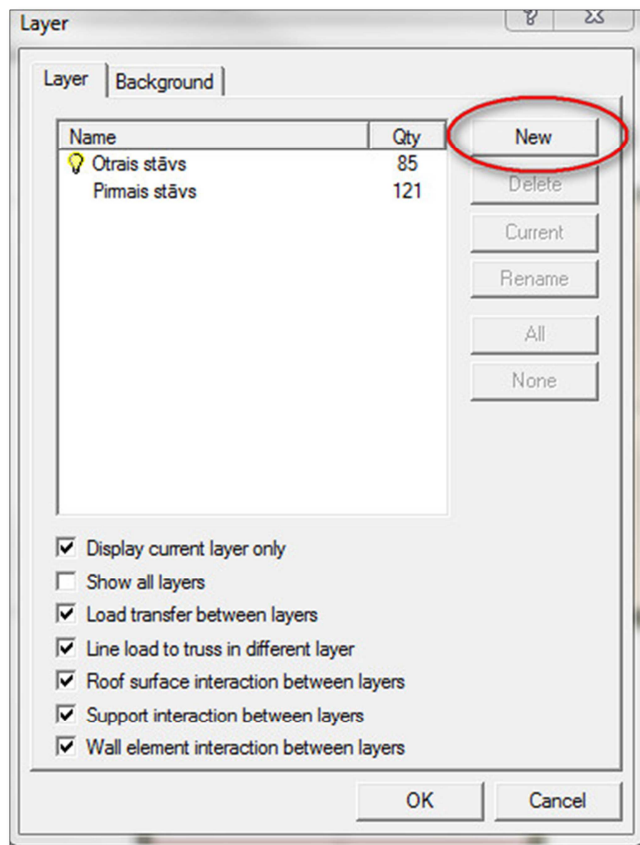 Layer
Layer Background
Name Qty New
Otrais stāvs 85
Pirmais stāvs 121
Delete
Current
Rename
All
None
Display current layer only
Show all layers
Load transfer between layers
Line load to truss in different layer
Roof surface interaction between layers
Support interaction between layers
Wall element interaction between layers
OK Cancel